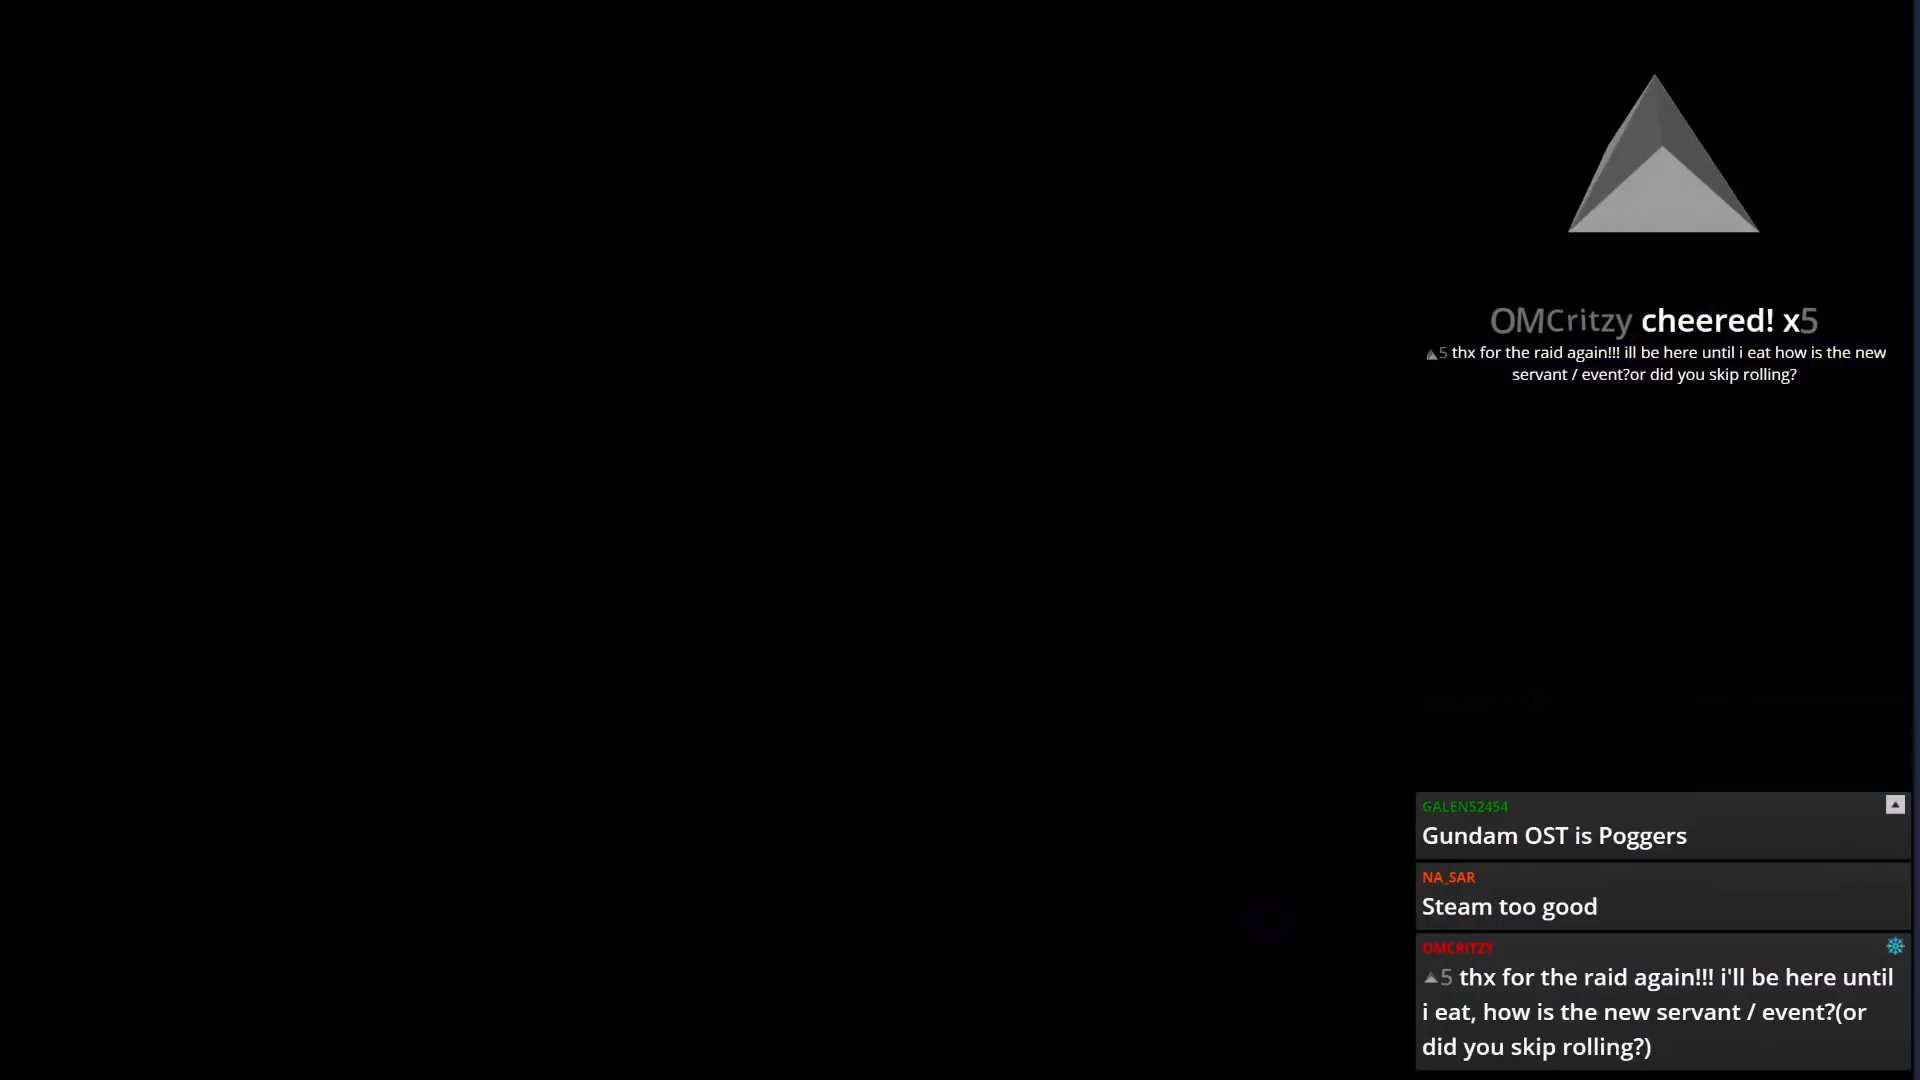 OMCritzy cheered! x5
5 thx for the raid again!!! ill be here until i eat how is the new
servant / event?or did you skip rolling?
GALEN52454
Gundam OST is Poggers
NA_SAR
Steam too good
OMCRITZY
5 thx for the raid again!!! i'll be here until
i eat, how is the new servant / event?(or
did you skip rolling?)